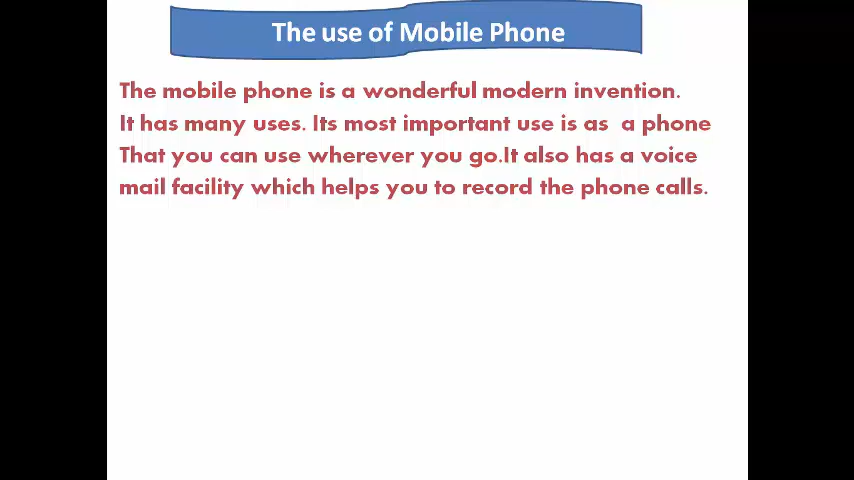 The use of Mobile Phone
The mobile phone is a wonderful modern invention.
It has many uses. Its most important use is as  a phone
That you can use wherever you go.It also has a voice
mail facility which helps you to record the phone calls.